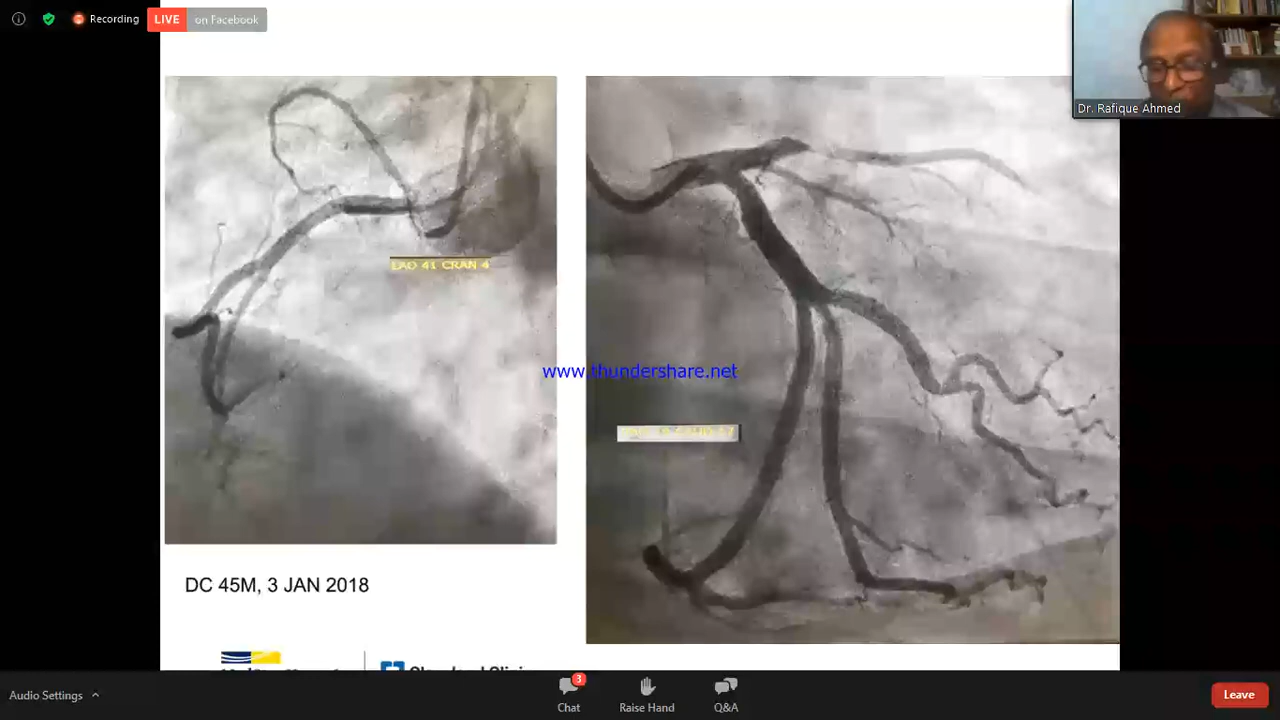 Recording
LIVE on Facebook
Dr. Rafique Ahmed
LAO 41 CRAN 4
www.thundershare.net
DC 45M, 3 JAN 2018
Audio Settings
Chat
3
Raise Hand
Q&A
Leave